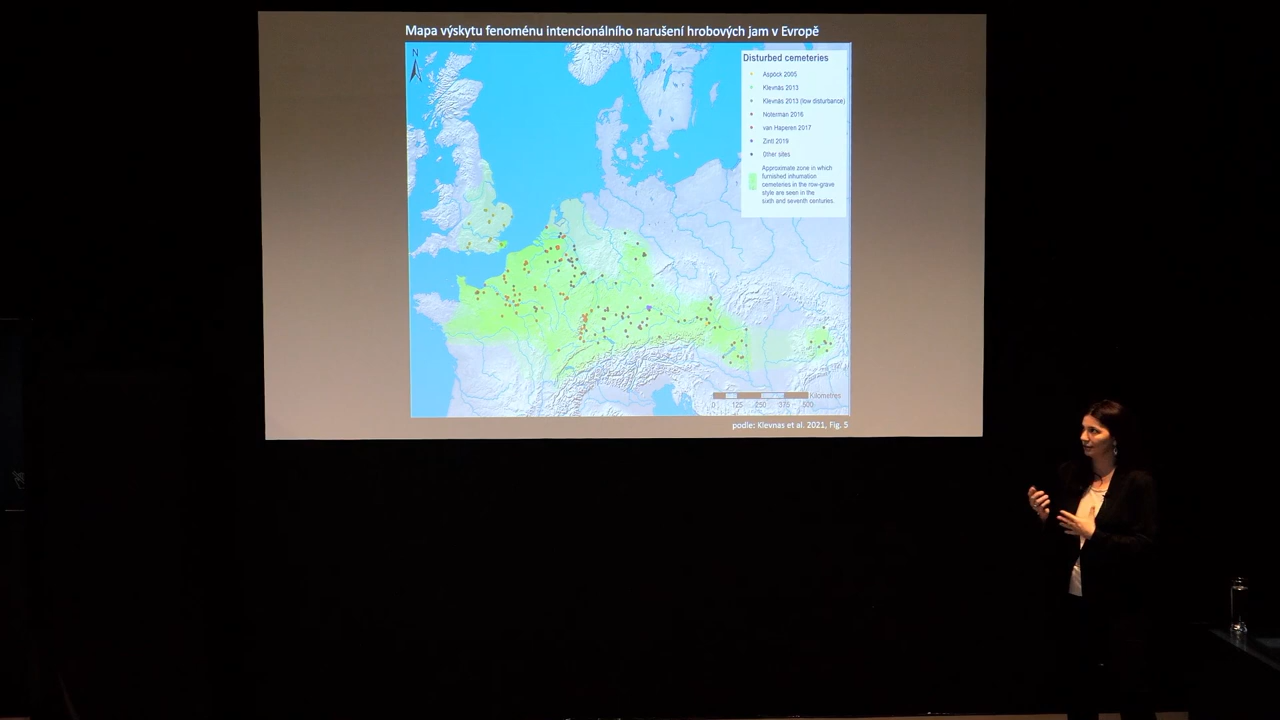 Mapa výskytu fenoménu intencionálního narušení hrobových jam v Evropě
N
Disturbed cemeteries
Aspöck 2005
Klevnäs 2013
Klevnäs 2013 (low disturbance)
Noterman 2016
van Haperen 2017
Zintl 2019
Other sites
Approximate zone in which
furnished inhumation
cemeteries in the row-grave
style are seen in the
sixth and seventh centuries.
Kilometres
0 125 250 375 500
podle: Klevnas et al. 2021, Fig. 5